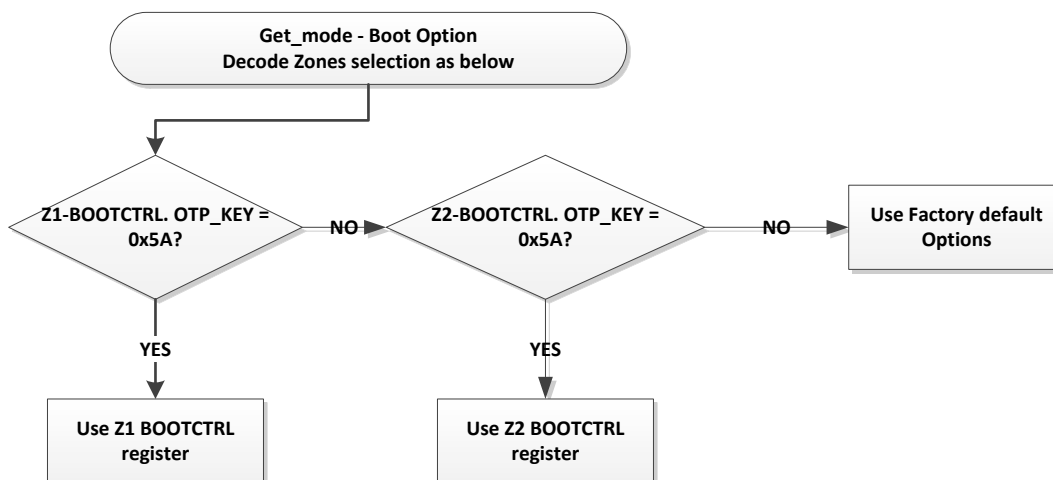 Get_mode - Boot Option
Decode Zones selection as below
Z1-BOOTCTRL. OTP_KEY =
0x5A?
NO
Z2-BOOTCTRL. OTP_KEY =
0x5A?
NO
Use Factory default
Options
YES
YES
Use Z1 BOOTCTRL
register
Use Z2 BOOTCTRL
register